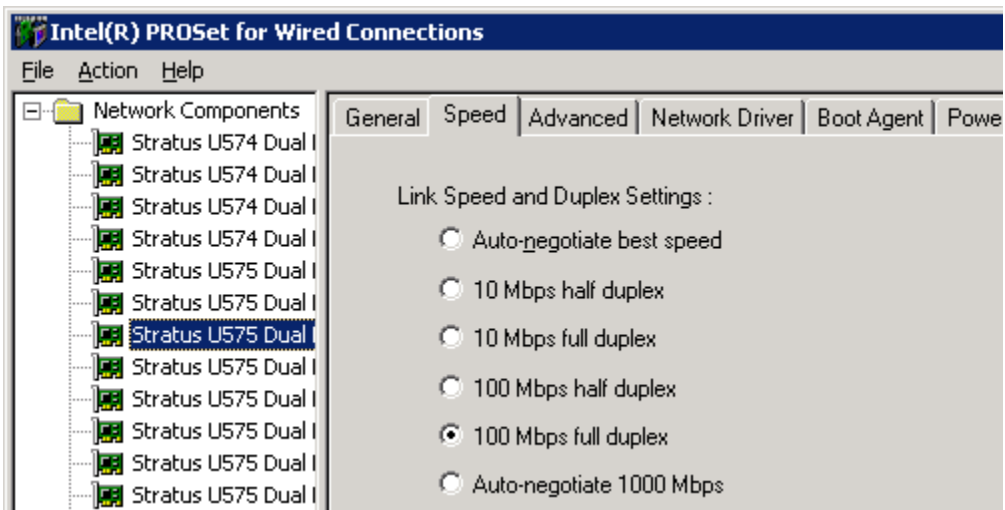 Intel(R) PROSet for Wired Connections
File Action Help
Network Components
Stratus U574 Dual
Stratus U574 Dual
Stratus U574 Dual
Stratus U574 Dual
Stratus U575 Dual
Stratus U575 Dual
Stratus U575 Dual
Stratus U575 Dual
Stratus U575 Dual
Stratus U575 Dual
Stratus U575 Dual
Stratus U575 Dual
General Speed Advanced Network Driver Boot Agent Powe
Link Speed and Duplex Settings :
Auto-negotiate best speed
10 Mbps half duplex
10 Mbps full duplex
100 Mbps half duplex
100 Mbps full duplex
Auto-negotiate 1000 Mbps